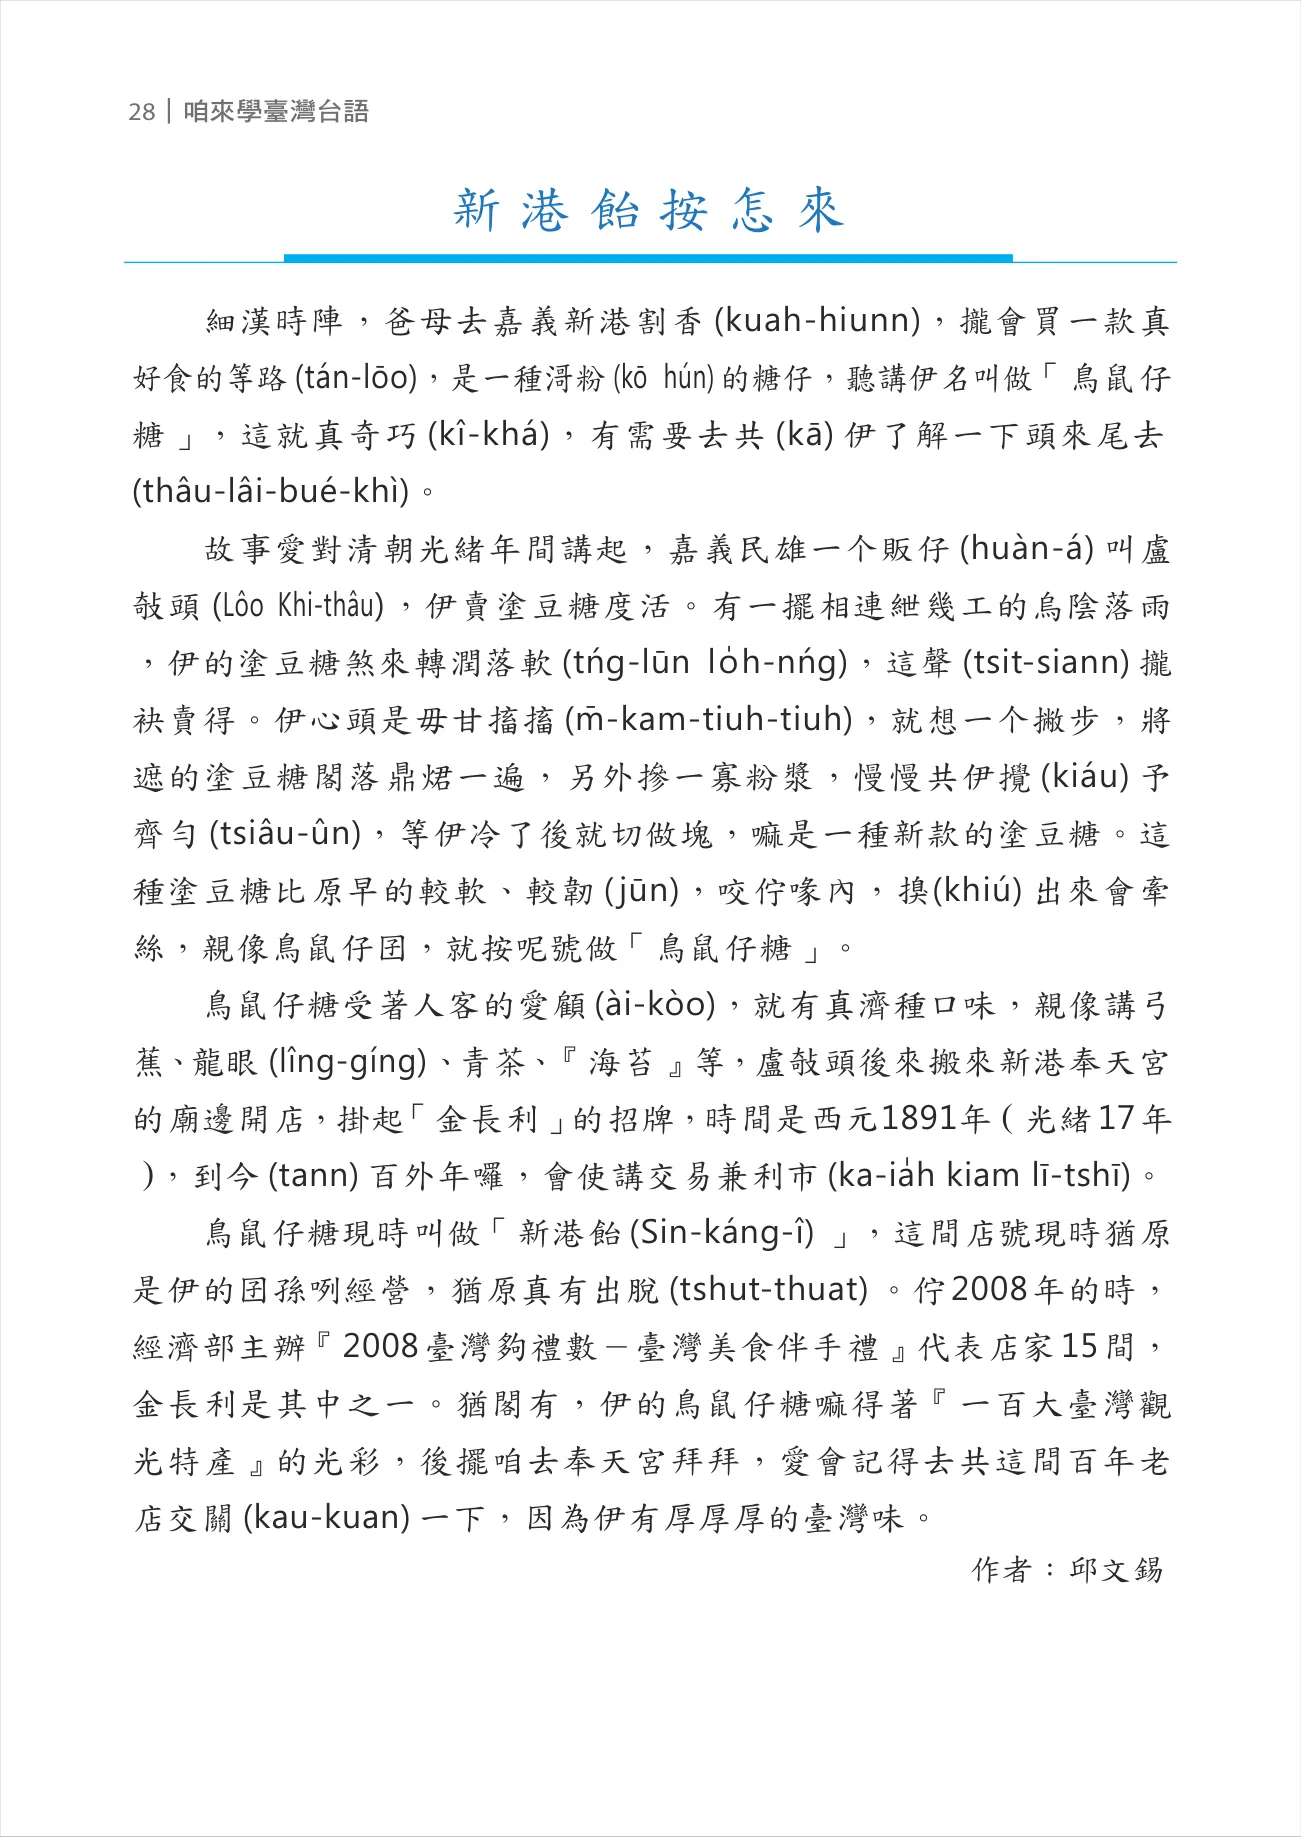 28｜咱來學臺灣台語
新港飴按怎來
細漢時陣，爸母去嘉義新港割香 (kuah-hiunn)，攏會買一款真
好食的等路 (tán-lōo)，是一種滒粉 (kō hún) 的糖仔，聽講伊名叫做「鳥鼠仔
糖」，這就真奇巧 (kî-khá)，有需要去共 (kā) 伊了解一下頭來尾去
(thâu-lâi-bué-khì)。
故事愛對清朝光緒年間講起，嘉義民雄一个販仔 (huàn-á) 叫盧
敧頭 (Lôo Khi-thâu)，伊賣塗豆糖度活。有一擺相連紲幾工的烏陰落雨
，伊的塗豆糖煞來轉潤落軟 (tńg-lūn lo̍h-nńg)，這聲 (tsit-siann) 攏
袂賣得。伊心頭是毋甘搐搐 (m̄-kam-tiuh-tiuh)，就想一个撇步，將
遮的塗豆糖閣落鼎焄一遍，另外摻一寡粉漿，慢慢共伊攪 (kiáu) 予
齊勻 (tsiâu-ûn)，等伊冷了後就切做塊，嘛是一種新款的塗豆糖。這
種塗豆糖比原早的較軟、較韌 (jūn)，咬佇喙內，搝(khiú) 出來會牽
絲，親像鳥鼠仔囝，就按呢號做「鳥鼠仔糖」。
鳥鼠仔糖受著人客的愛顧 (ài-kòo)，就有真濟種口味，親像講弓
蕉、龍眼 (lîng-gíng)、青茶、『海苔』等，盧敧頭後來搬來新港奉天宮
的廟邊開店，掛起「金長利」的招牌，時間是西元1891年（光緒17年
），到今 (tann) 百外年囉，會使講交易兼利市 (ka-ia̍h kiam lī-tshī)。
鳥鼠仔糖現時叫做「新港飴(Sin-káng-î)」，這間店號現時猶原
是伊的囝孫咧經營，猶原真有出脫 (tshut-thuat)。佇2008年的時，
經濟部主辦『2008臺灣夠禮數－臺灣美食伴手禮』代表店家15間，
金長利是其中之一。猶閣有，伊的鳥鼠仔糖嘛得著『一百大臺灣觀
光特產』的光彩，後擺咱去奉天宮拜拜，愛會記得去共這間百年老
店交關 (kau-kuan) 一下，因為伊有厚厚厚的臺灣味。
作者：邱文錫